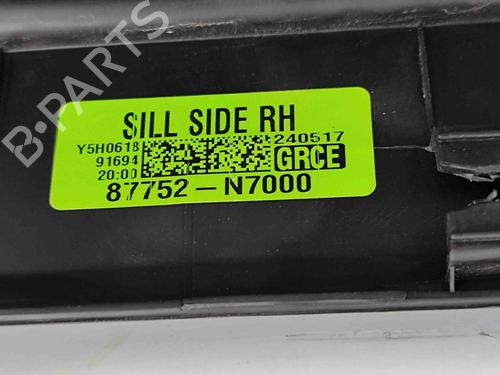 B-PARTS
SILL SIDE RH
Y5H0618
240517
91694
20:00
GRCE
87752-N7000